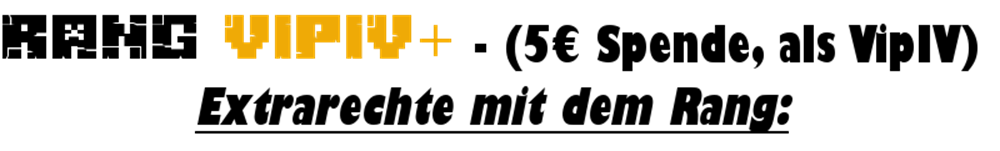 RANG VIPIV+ - (5€ Spende, als VipIV)
Extrarechte mit dem Rang: